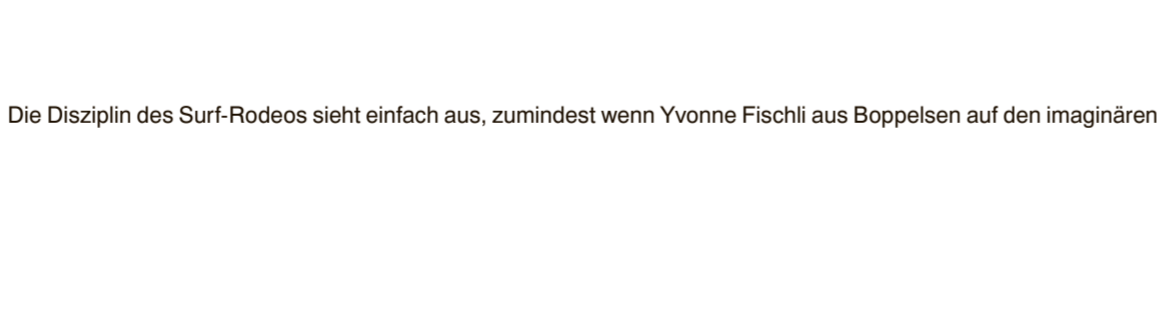 Die Disziplin des Surf-Rodeos sieht einfach aus, zumindest wenn Yvonne Fischli aus Boppelsen auf den imaginären